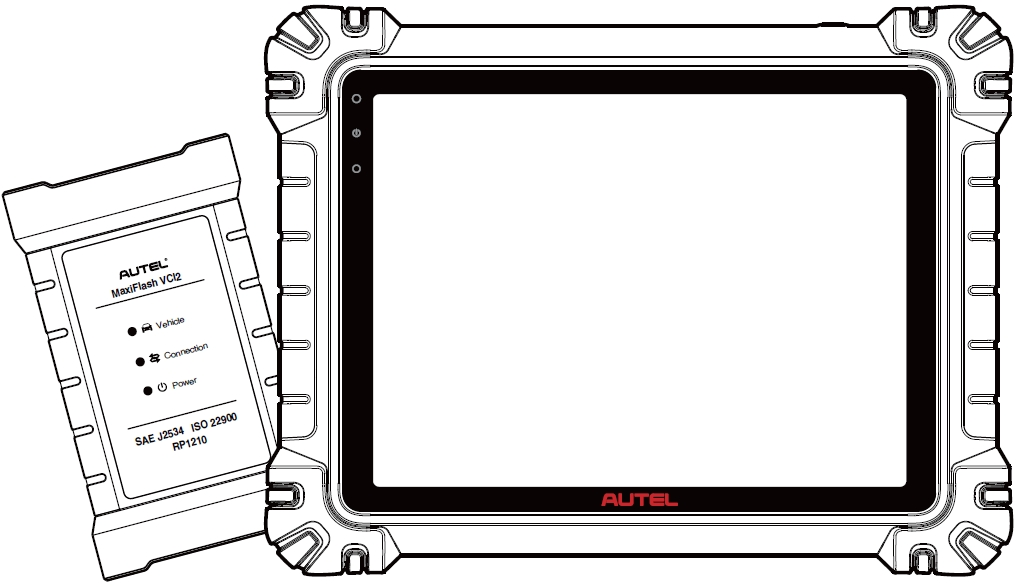 AUTEL®
MaxiFlash VCI2
Vehicle
Connection
Power
SAE J2534 ISO 22900
RP1210
AUTEL